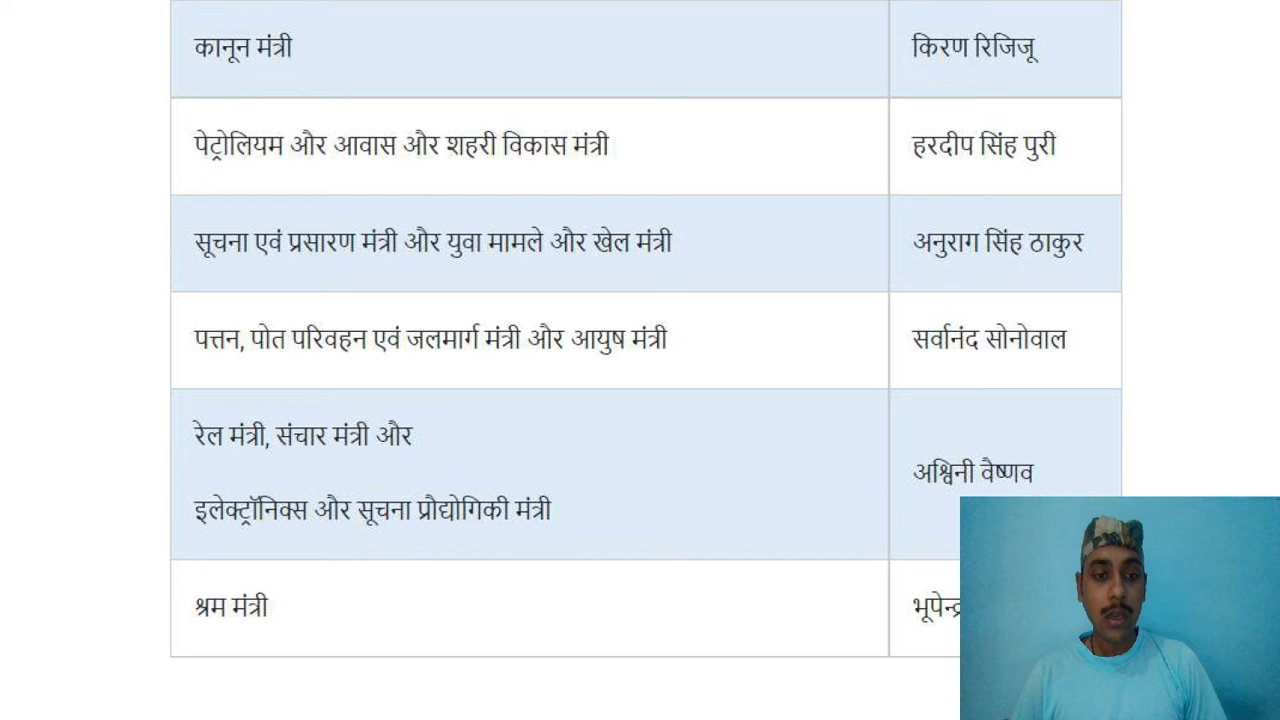 कानून मंत्री किरण रिजिजू
पेट्रोलियम और आवास और शहरी विकास मंत्री हरदीप सिंह पुरी
सूचना एवं प्रसारण मंत्री और युवा मामले और खेल मंत्री अनुराग सिंह ठाकुर
पत्तन, पोत परिवहन एवं जलमार्ग मंत्री और आयुष मंत्री सर्वानंद सोनोवाल
रेल मंत्री, संचार मंत्री और
इलेक्ट्रॉनिक्स और सूचना प्रौद्योगिकी मंत्री
अश्विनी वैष्णव
श्रम मंत्री